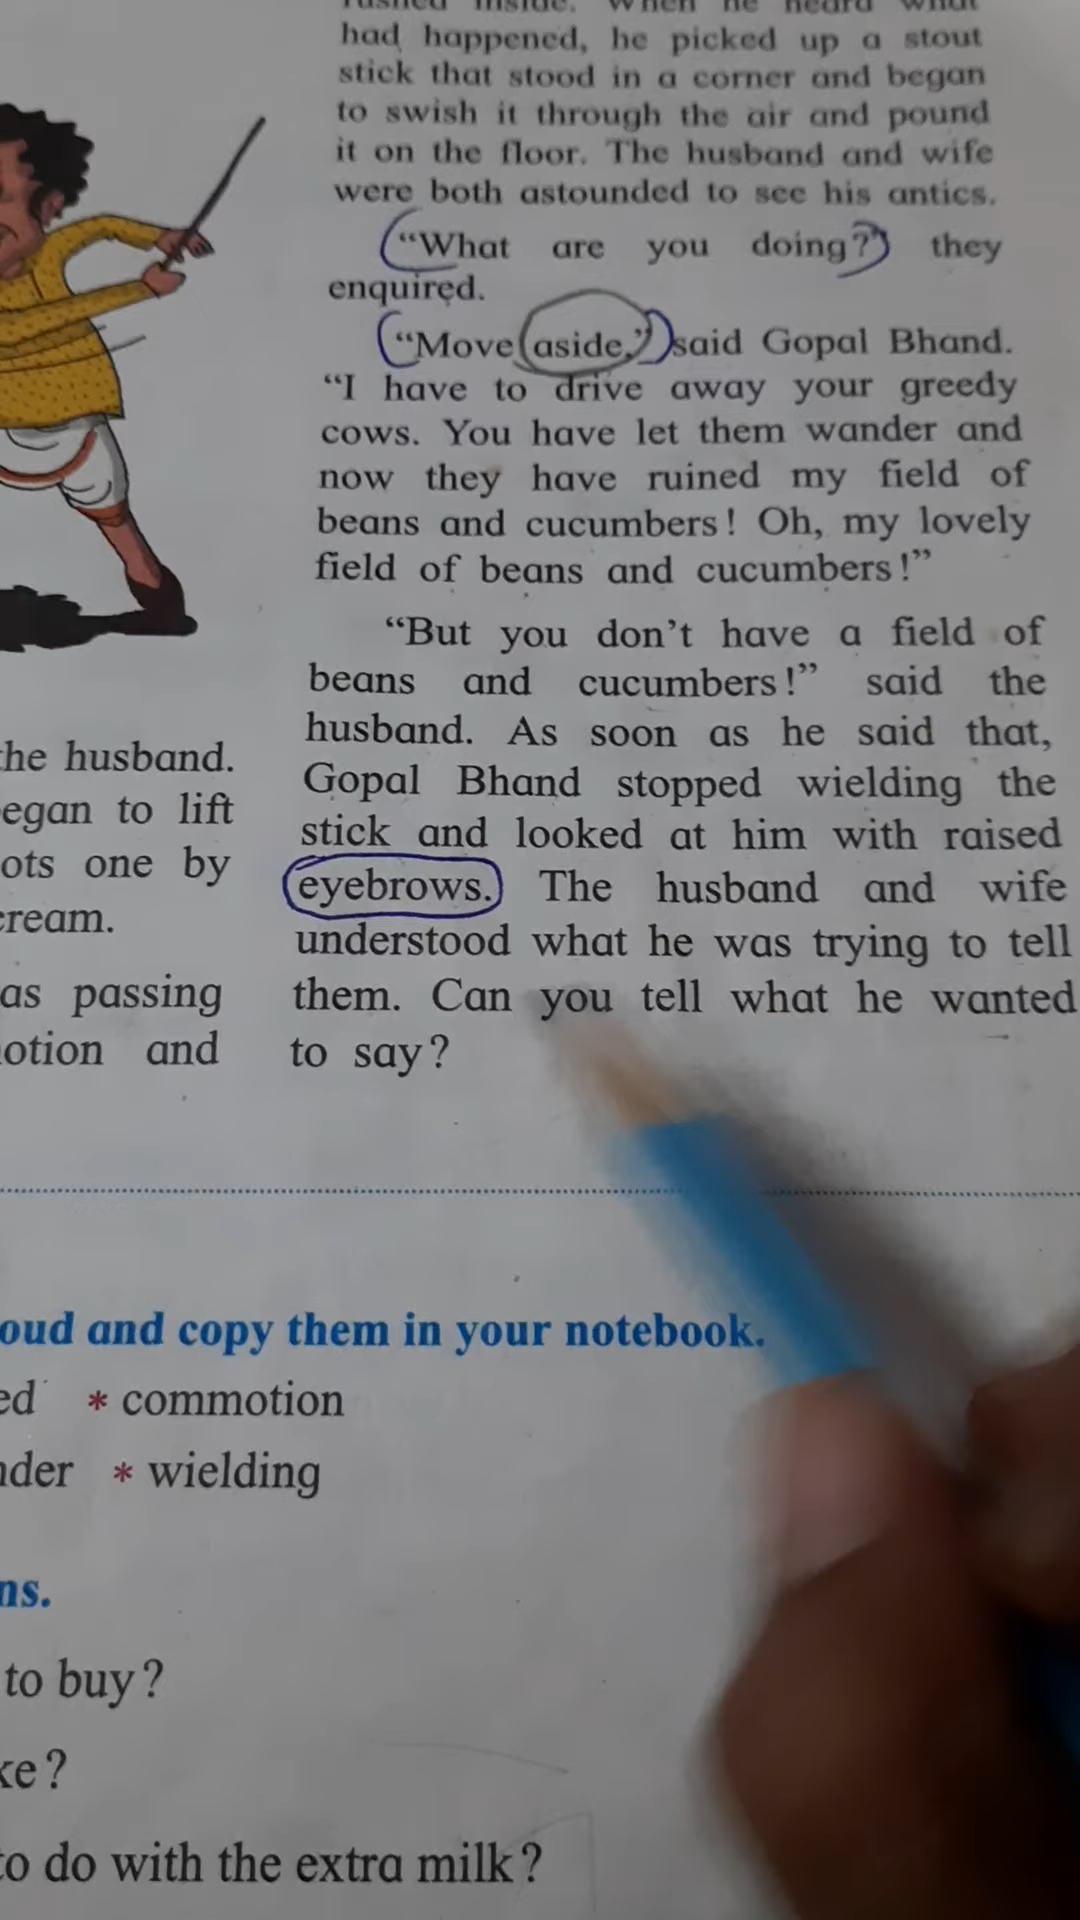 he husband.
egan to lift
ots one by
ream.
as passing
otion and
rushed inside. When he heard what
had happened, he picked up a stout
stick that stood in a corner and began
to swish it through the air and pound
it on the floor. The husband and wife
were both astounded to see his antics.
“What are you doing?” they
enquired.
“Move aside,” said Gopal Bhand.
“I have to drive away your greedy
cows. You have let them wander and
now they have ruined my field of
beans and cucumbers! Oh, my lovely
field of beans and cucumbers!”
“But you don’t have a field of
beans and cucumbers!” said the
husband. As soon as he said that,
Gopal Bhand stopped wielding the
stick and looked at him with raised
eyebrows. The husband and wife
understood what he was trying to tell
them. Can you tell what he wanted
to say?
oud and copy them in your notebook.
ed * commotion
der * wielding
ns.
to buy?
ke?
to do with the extra milk?